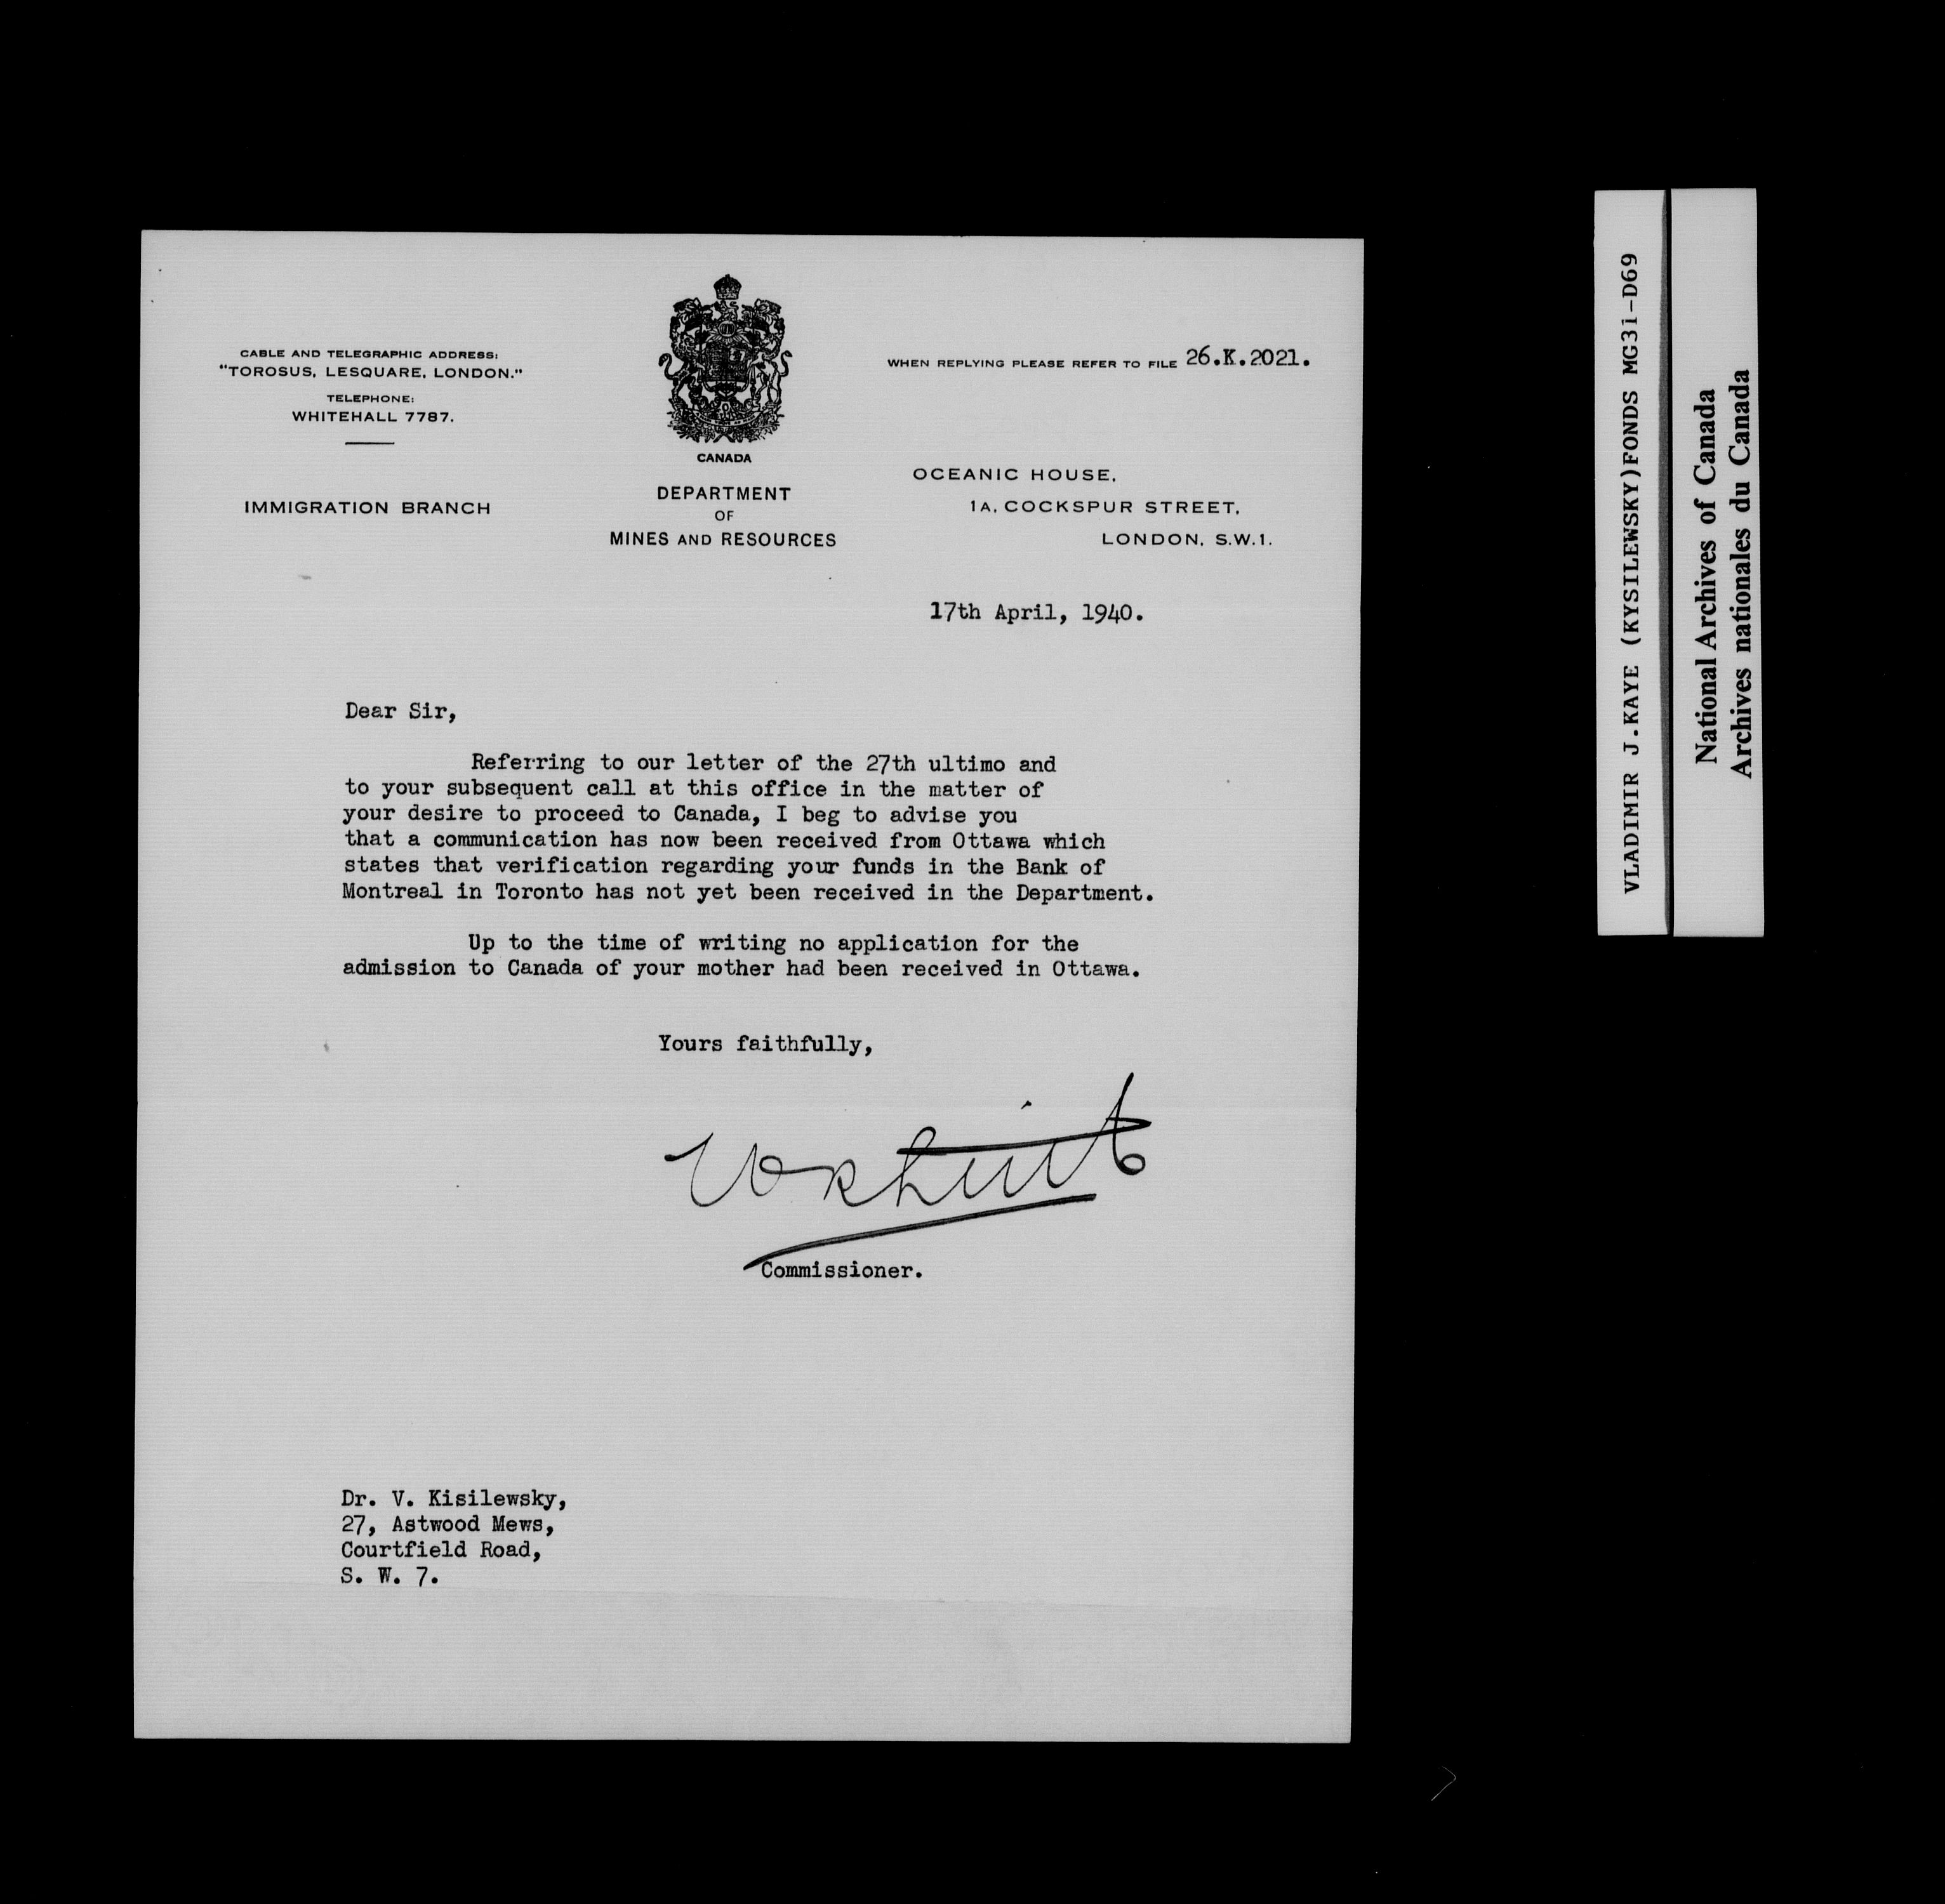 CABLE AND TELEGRAPHIC ADDRESS:
"TOROSUS, LESQUARE, LONDON."
TELEPHONE:
WHITEHALL 7787.
IMMIGRATION BRANCH
CANADA
DEPARTMENT
OF
MINES AND RESOURCES
WHEN REPLYING PLEASE REFER TO FILE 26.K.2021.
OCEANIC HOUSE,
1A, COCKSPUR STREET,
LONDON, S.W.1.
17th April, 1940.
Dear Sir,
Referring to our letter of the 27th ultimo and
to your subsequent call at this office in the matter of
your desire to proceed to Canada, I beg to advise you
that a communication has now been received from Ottawa which
states that verification regarding your funds in the Bank of
Montreal in Toronto has not yet been received in the Department.
Up to the time of writing no application for the
admission to Canada of your mother had been received in Ottawa.
Yours faithfully,
Commissioner.
Dr. V. Kisilewsky,
27, Astwood Mews,
Courtfield Road,
S. W. 7.
VLADIMIR J.KAYE (KYSILEWSKY)FONDS MG31-D69
National Archives of Canada
Archives nationales du Canada